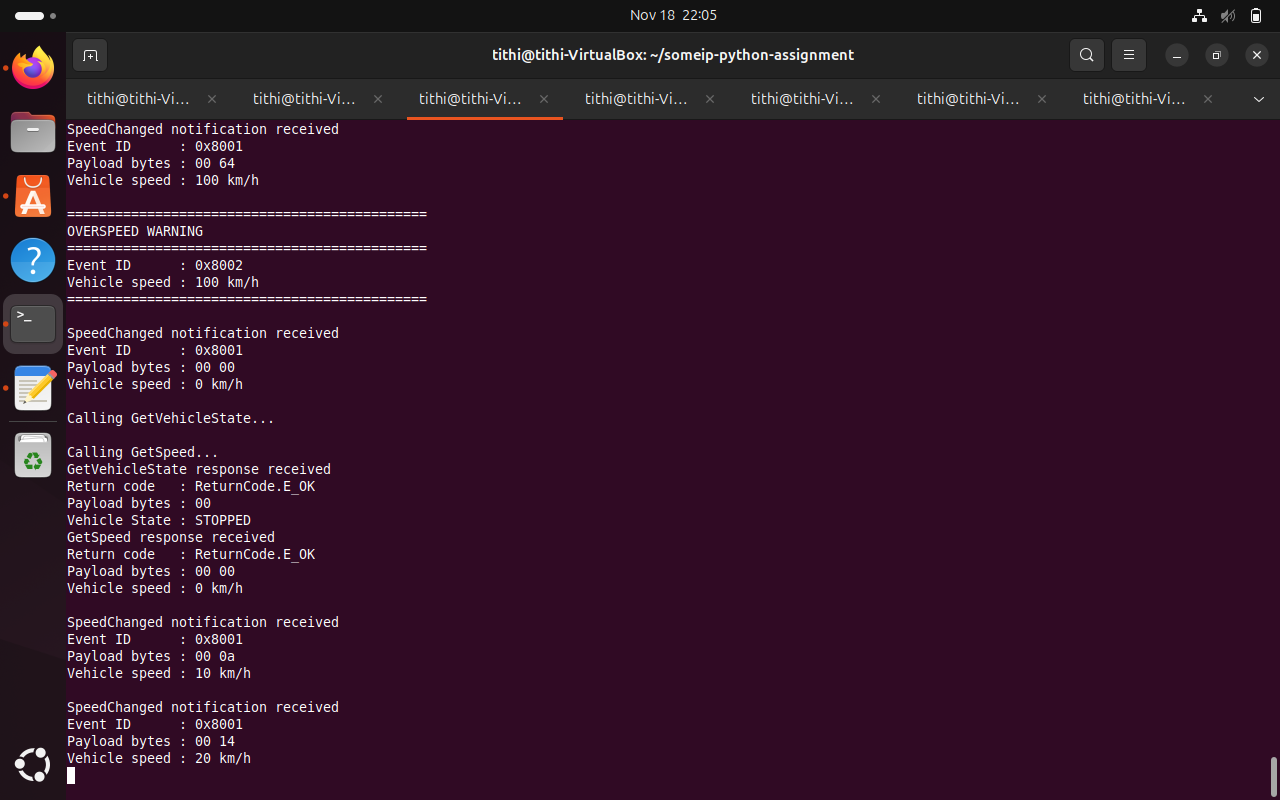 Nov 18 22:05
tithi@tithi-VirtualBox: ~/someip-python-assignment
tithi@tithi-Vi... tithi@tithi-Vi... tithi@tithi-Vi... tithi@tithi-Vi... tithi@tithi-Vi... tithi@tithi-Vi... tithi@tithi-Vi...
SpeedChanged notification received
Event ID      : 0x8001
Payload bytes : 00 64
Vehicle speed : 100 km/h
=============================================
OVERSPEED WARNING
=============================================
Event ID      : 0x8002
Vehicle speed : 100 km/h
=============================================
SpeedChanged notification received
Event ID      : 0x8001
Payload bytes : 00 00
Vehicle speed : 0 km/h
Calling GetVehicleState...
Calling GetSpeed...
GetVehicleState response received
Return code   : ReturnCode.E_OK
Payload bytes : 00
Vehicle State : STOPPED
GetSpeed response received
Return code   : ReturnCode.E_OK
Payload bytes : 00 00
Vehicle speed : 0 km/h
SpeedChanged notification received
Event ID      : 0x8001
Payload bytes : 00 0a
Vehicle speed : 10 km/h
SpeedChanged notification received
Event ID      : 0x8001
Payload bytes : 00 14
Vehicle speed : 20 km/h